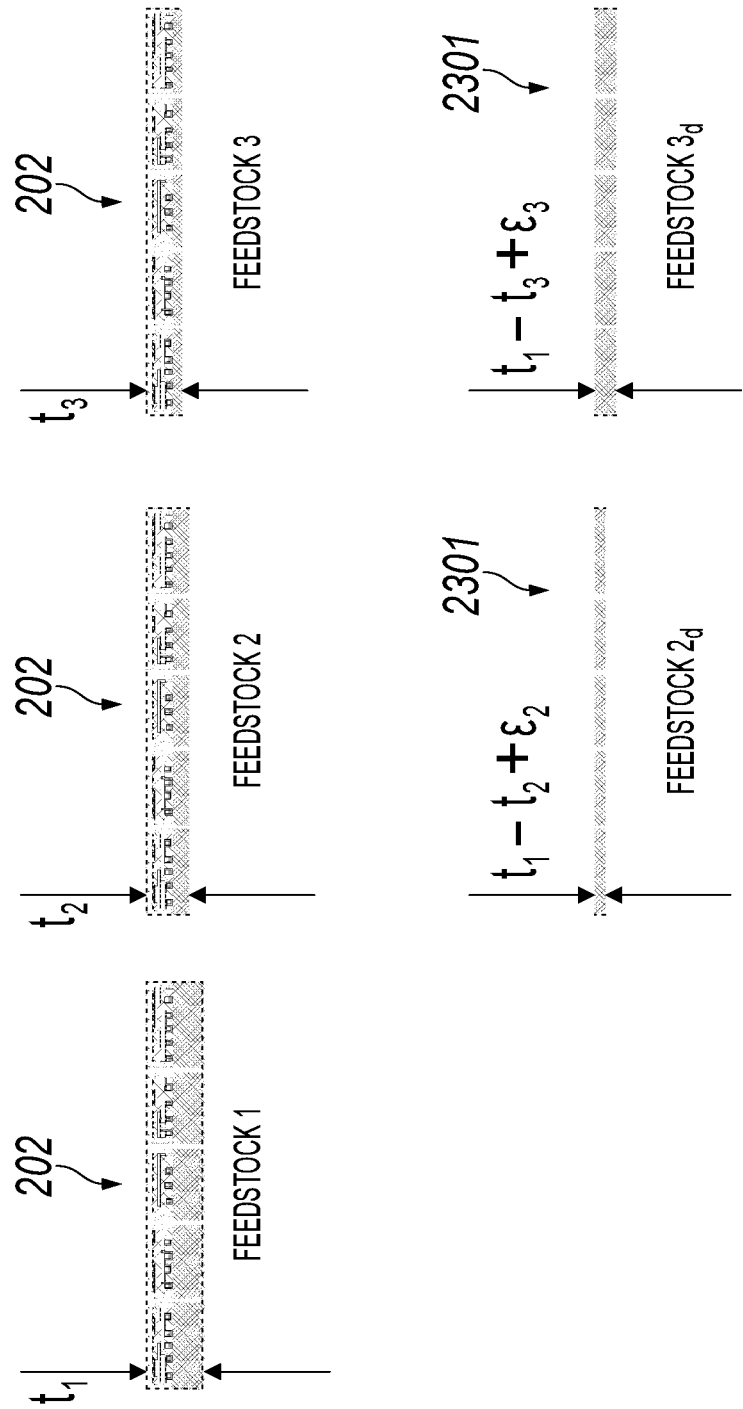 202
202
202
t₁
t₂
t₃
FEEDSTOCK 1
FEEDSTOCK 2
FEEDSTOCK 3
2301
2301
t₁ – t₂ + ε₂
t₁ – t₃ + ε₃
FEEDSTOCK 2d
FEEDSTOCK 3d